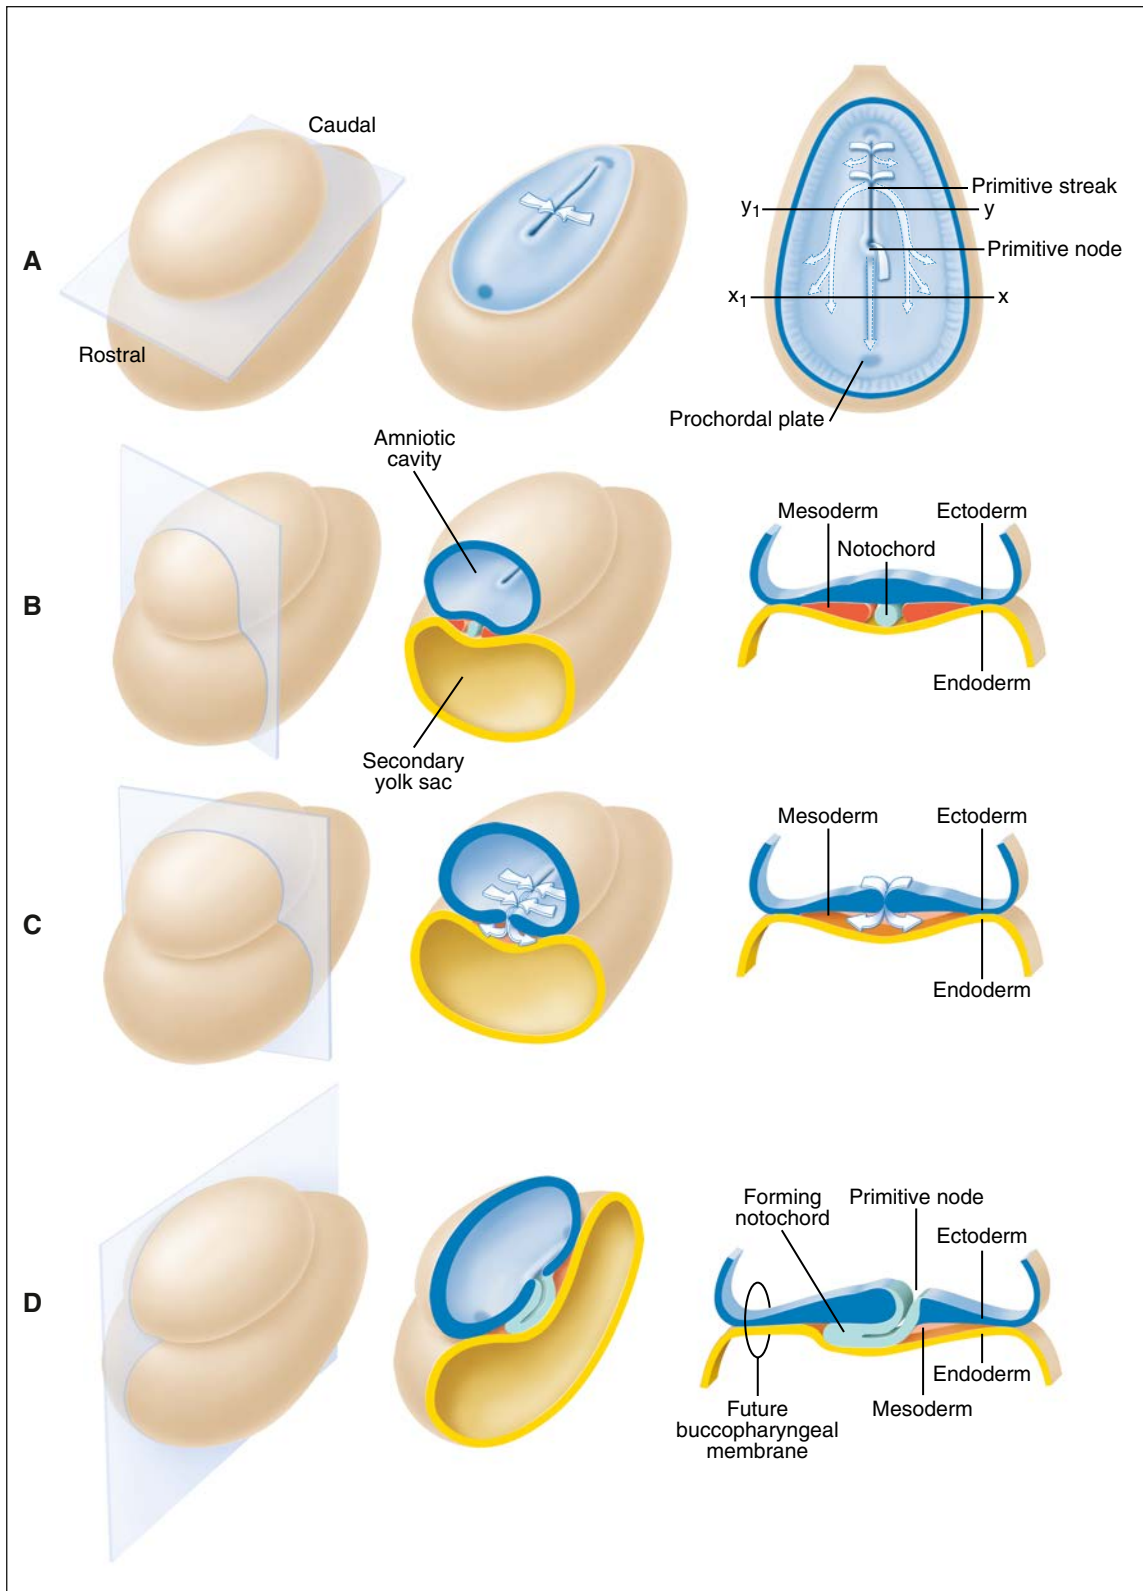 A
Caudal
Rostral
Primitive streak
y1
y
Primitive node
x1
x
Prochordal plate
B
Amniotic
cavity
Secondary
yolk sac
Mesoderm
Ectoderm
Notochord
Endoderm
C
Mesoderm
Ectoderm
Endoderm
D
Forming
notochord
Primitive node
Ectoderm
Endoderm
Mesoderm
Future
buccopharyngeal
membrane